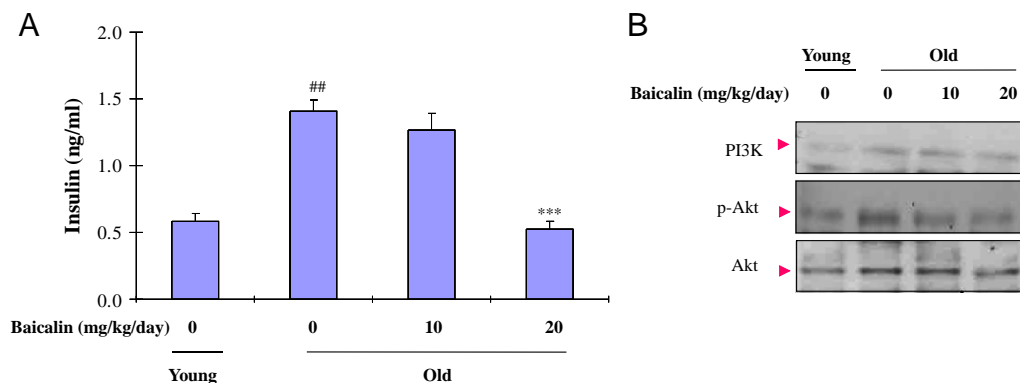 A
2.0
1.5
1.0
0.5
0.0
Insulin (ng/ml)
##
***
Baicalin (mg/kg/day) 0 0 10 20
Young Old
B
Young Old
Baicalin (mg/kg/day) 0 0 10 20
PI3K
p-Akt
Akt